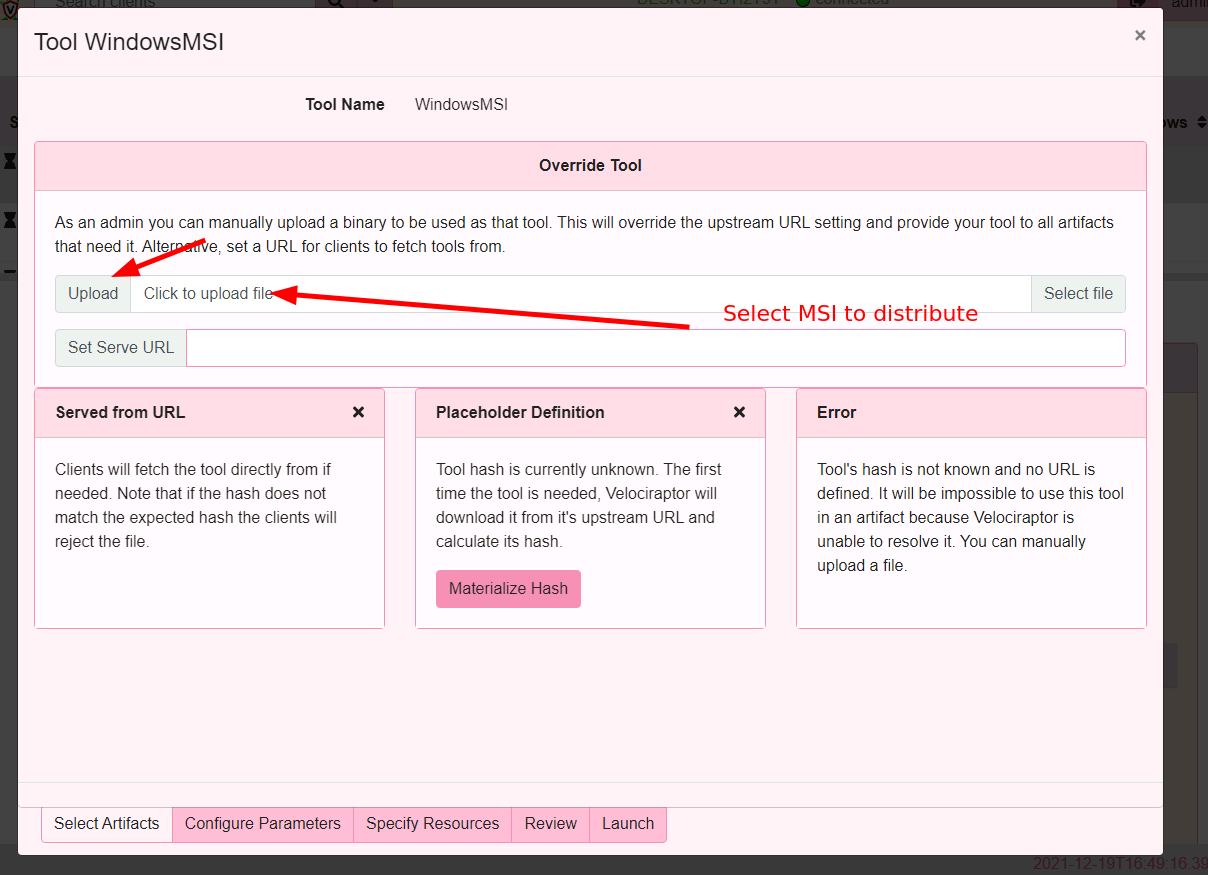 Search clients
connected
admi
Tool WindowsMSI
×
Tool Name WindowsMSI
ows
Override Tool
As an admin you can manually upload a binary to be used as that tool. This will override the upstream URL setting and provide your tool to all artifacts
that need it. Alternative, set a URL for clients to fetch tools from.
Upload Click to upload file Select file
Select MSI to distribute
Set Serve URL
Served from URL
Clients will fetch the tool directly from if
needed. Note that if the hash does not
match the expected hash the clients will
reject the file.
Placeholder Definition
Tool hash is currently unknown. The first
time the tool is needed, Velociraptor will
download it from it's upstream URL and
calculate its hash.
Materialize Hash
Error
Tool's hash is not known and no URL is
defined. It will be impossible to use this tool
in an artifact because Velociraptor is
unable to resolve it. You can manually
upload a file.
Select Artifacts Configure Parameters Specify Resources Review Launch
2021-12-19T16:49:16.39